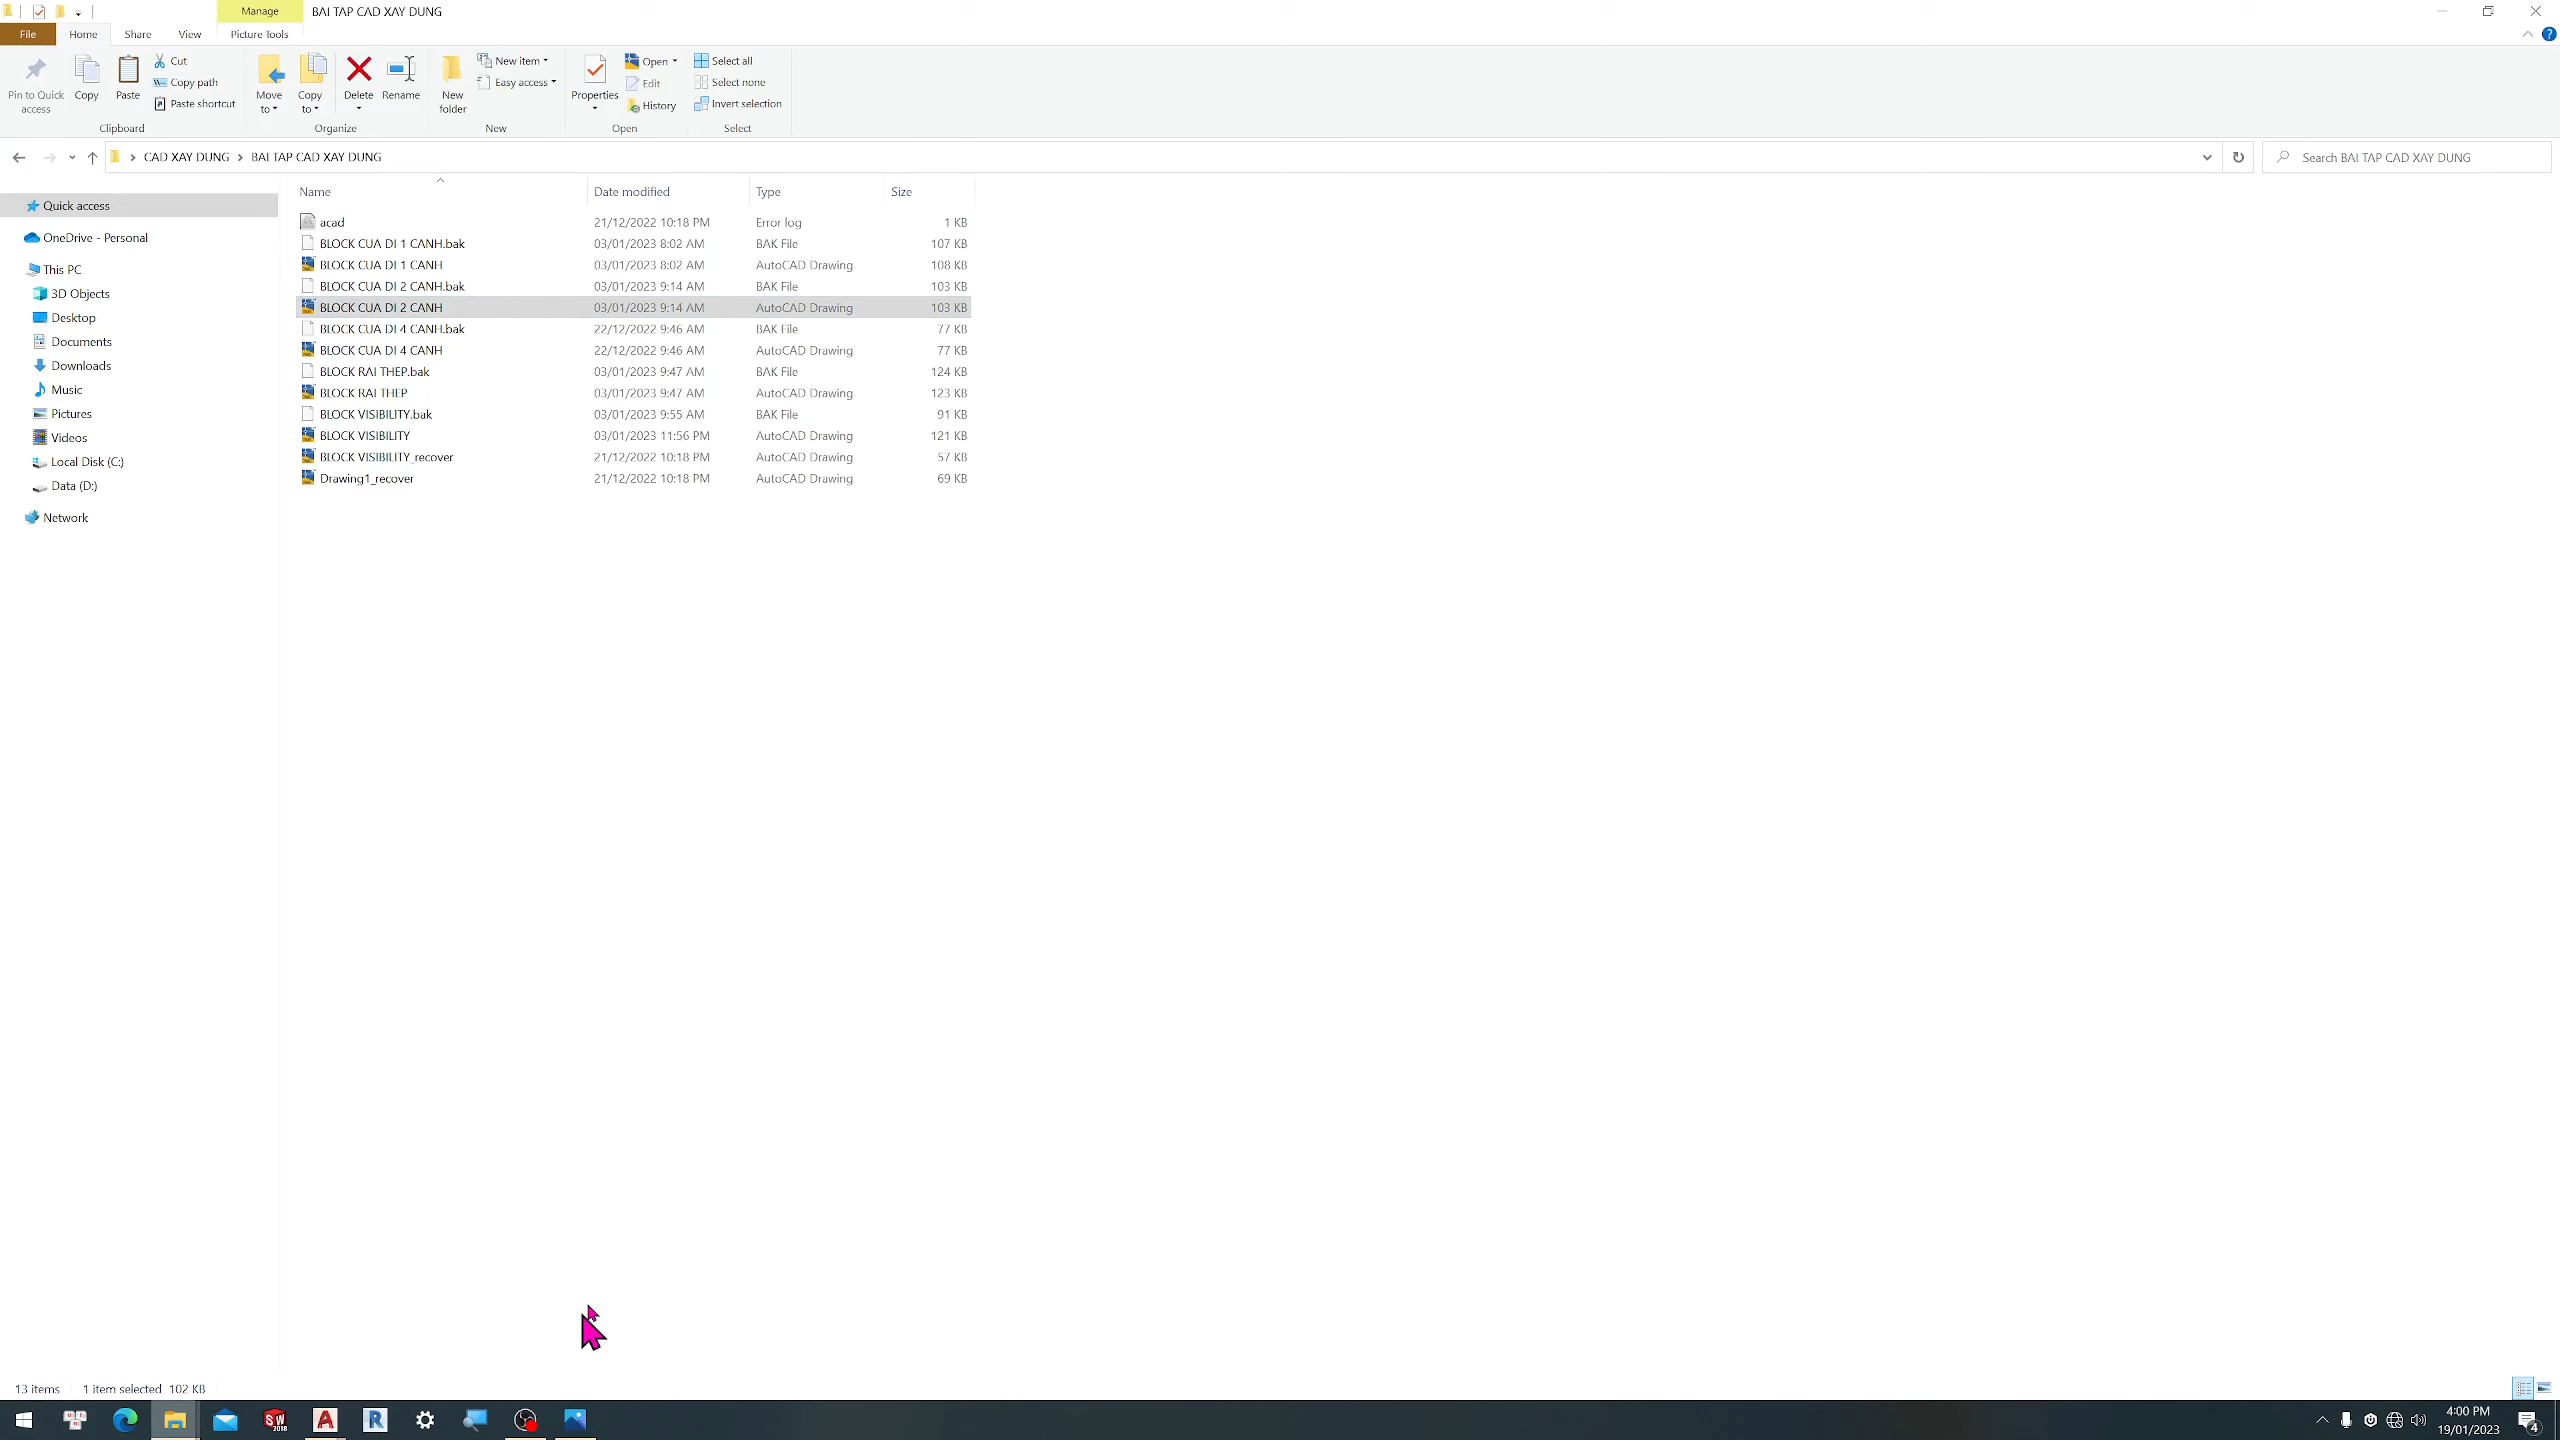 Manage BAI TAP CAD XAY DUNG
File Home Share View Picture Tools
Pin to Quick access
Copy
Paste
Cut
Copy path
Paste shortcut
Clipboard
Move to
Copy to
Delete
Rename
Organize
New folder
New item
Easy access
New
Properties
Open
Edit
History
Open
Select all
Select none
Invert selection
Select
CAD XAY DUNG BAI TAP CAD XAY DUNG
Search BAI TAP CAD XAY DUNG
Quick access
OneDrive - Personal
This PC
3D Objects
Desktop
Documents
Downloads
Music
Pictures
Videos
Local Disk (C:)
Data (D:)
Network
Name Date modified Type Size
acad 21/12/2022 10:18 PM Error log 1 KB
BLOCK CUA DI 1 CANH.bak 03/01/2023 8:02 AM BAK File 107 KB
BLOCK CUA DI 1 CANH 03/01/2023 8:02 AM AutoCAD Drawing 108 KB
BLOCK CUA DI 2 CANH.bak 03/01/2023 9:14 AM BAK File 103 KB
BLOCK CUA DI 2 CANH 03/01/2023 9:14 AM AutoCAD Drawing 103 KB
BLOCK CUA DI 4 CANH.bak 22/12/2022 9:46 AM BAK File 77 KB
BLOCK CUA DI 4 CANH 22/12/2022 9:46 AM AutoCAD Drawing 77 KB
BLOCK RAI THEP.bak 03/01/2023 9:47 AM BAK File 124 KB
BLOCK RAI THEP 03/01/2023 9:47 AM AutoCAD Drawing 123 KB
BLOCK VISIBILITY.bak 03/01/2023 9:55 AM BAK File 91 KB
BLOCK VISIBILITY 03/01/2023 11:56 PM AutoCAD Drawing 121 KB
BLOCK VISIBILITY_recover 21/12/2022 10:18 PM AutoCAD Drawing 57 KB
Drawing1_recover 21/12/2022 10:18 PM AutoCAD Drawing 69 KB
13 items 1 item selected 102 KB
SW 2018 A R
4:00 PM
19/01/2023
4